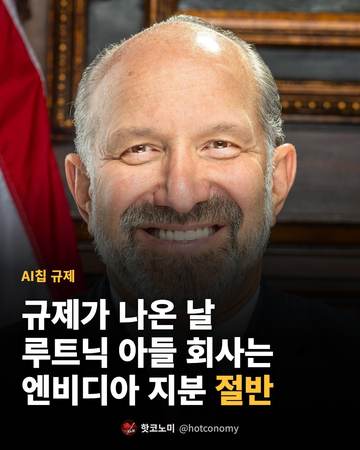 AI칩 규제
규제가 나온 날
루트닉 아들 회사는
엔비디아 지분 절반
핫코노미 @hotconomy